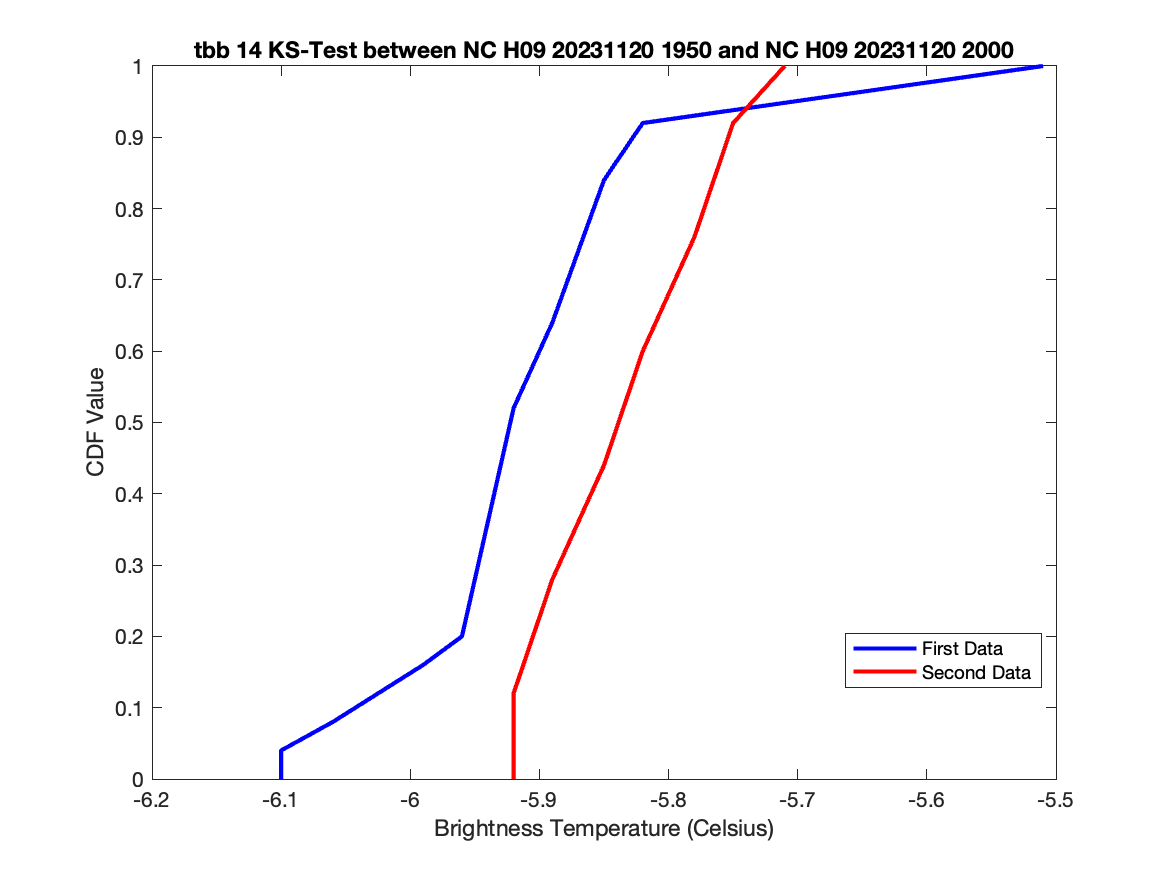 tbb 14 KS-Test between NC H09 20231120 1950 and NC H09 20231120 2000
1
0.9
0.8
0.7
0.6
0.5
0.4
0.3
0.2
0.1
0
CDF Value
First Data
Second Data
-6.2 -6.1 -6 -5.9 -5.8 -5.7 -5.6 -5.5
Brightness Temperature (Celsius)